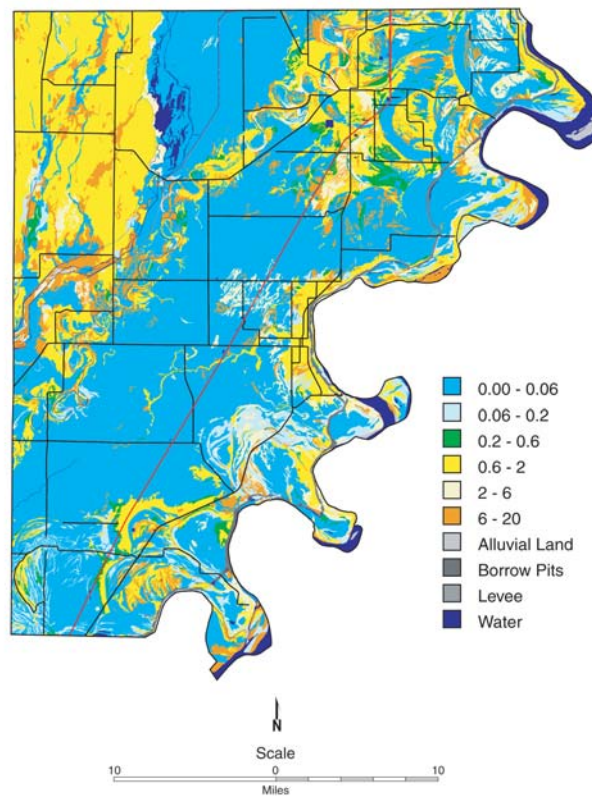 0.00 - 0.06
0.06 - 0.2
0.2 - 0.6
0.6 - 2
2 - 6
6 - 20
Alluvial Land
Borrow Pits
Levee
Water
N
Scale
10 0 10
Miles